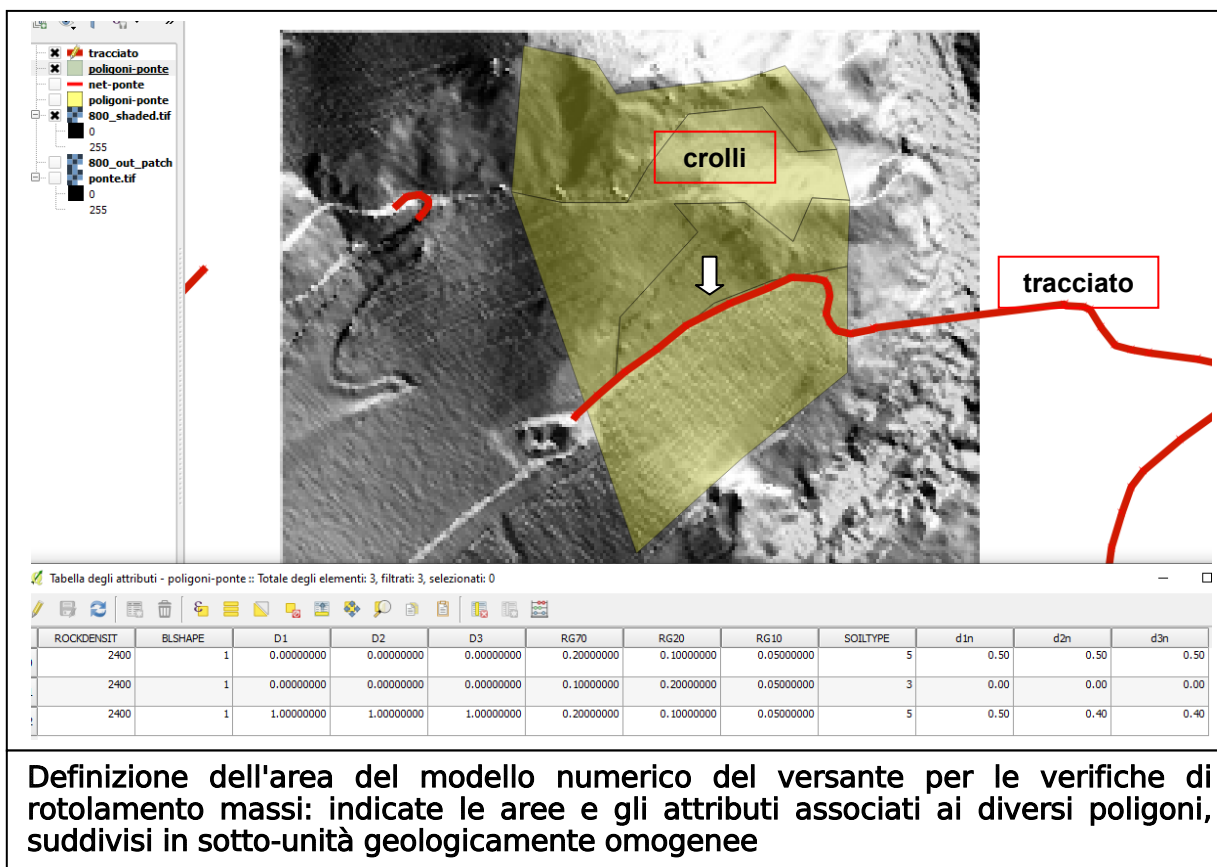 tracciato
poligoni-ponte
net-ponte
poligoni-ponte
800_shaded.tif
0
255
800_out_patch
ponte.tif
0
255
crolli
tracciato
Tabella degli attributi - poligoni-ponte :: Totale degli elementi: 3, filtrati: 3, selezionati: 0
ROCKDENSIT BLSHAPE D1 D2 D3 RG70 RG20 RG10 SOILTYPE d1n d2n d3n
2400 1 0.00000000 0.00000000 0.00000000 0.20000000 0.10000000 0.05000000 5 0.50 0.50 0.50
2400 1 0.00000000 0.00000000 0.00000000 0.10000000 0.20000000 0.05000000 3 0.00 0.00 0.00
2400 1 1.00000000 1.00000000 1.00000000 0.20000000 0.10000000 0.05000000 5 0.50 0.40 0.40
Definizione dell'area del modello numerico del versante per le verifiche di
rotolamento massi: indicate le aree e gli attributi associati ai diversi poligoni,
suddivisi in sotto-unità geologicamente omogenee